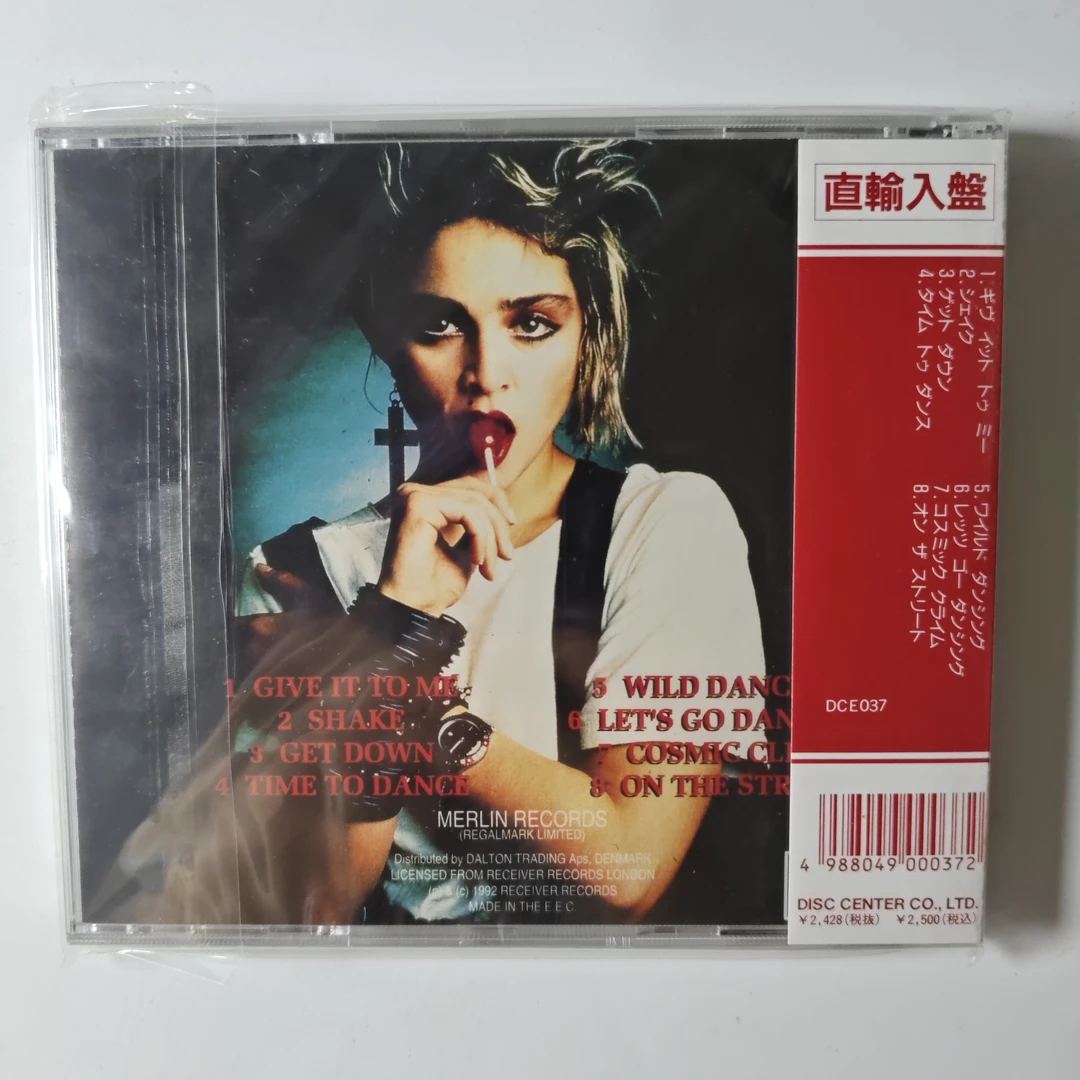 直輸入盤
1. ギヴ イット トゥ ミー
2. シェイク
3. ゲット ダウン
4. タイム トゥ ダンス
5. ワイルド ダンシング
6. レッツ ゴー ダンシング
7. コスミック クライム
8. オン ザ ストリート
DCE037
1 GIVE IT TO ME
2 SHAKE
3 GET DOWN
4 TIME TO DANCE
5 WILD DANC
6 LET'S GO DAN
7 COSMIC CLI
8 ON THE STR
MERLIN RECORDS
(REGALMARK LIMITED)
Distributed by DALTON TRADING Aps, DENMARK
LICENSED FROM RECEIVER RECORDS LONDON
(p) & (c) 1992 RECEIVER RECORDS
MADE IN THE E.E.C.
4 988049 000372
DISC CENTER CO., LTD.
¥2,428(税抜) ¥2,500(税込)